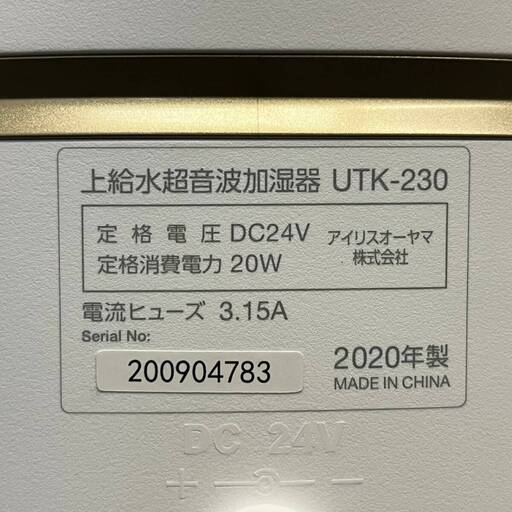 上給水超音波加湿器 UTK-230
定格電圧 DC24V
定格消費電力 20W
アイリスオーヤマ
株式会社
電流ヒューズ 3.15A
Serial No:
200904783
2020年製
MADE IN CHINA
DC 24V